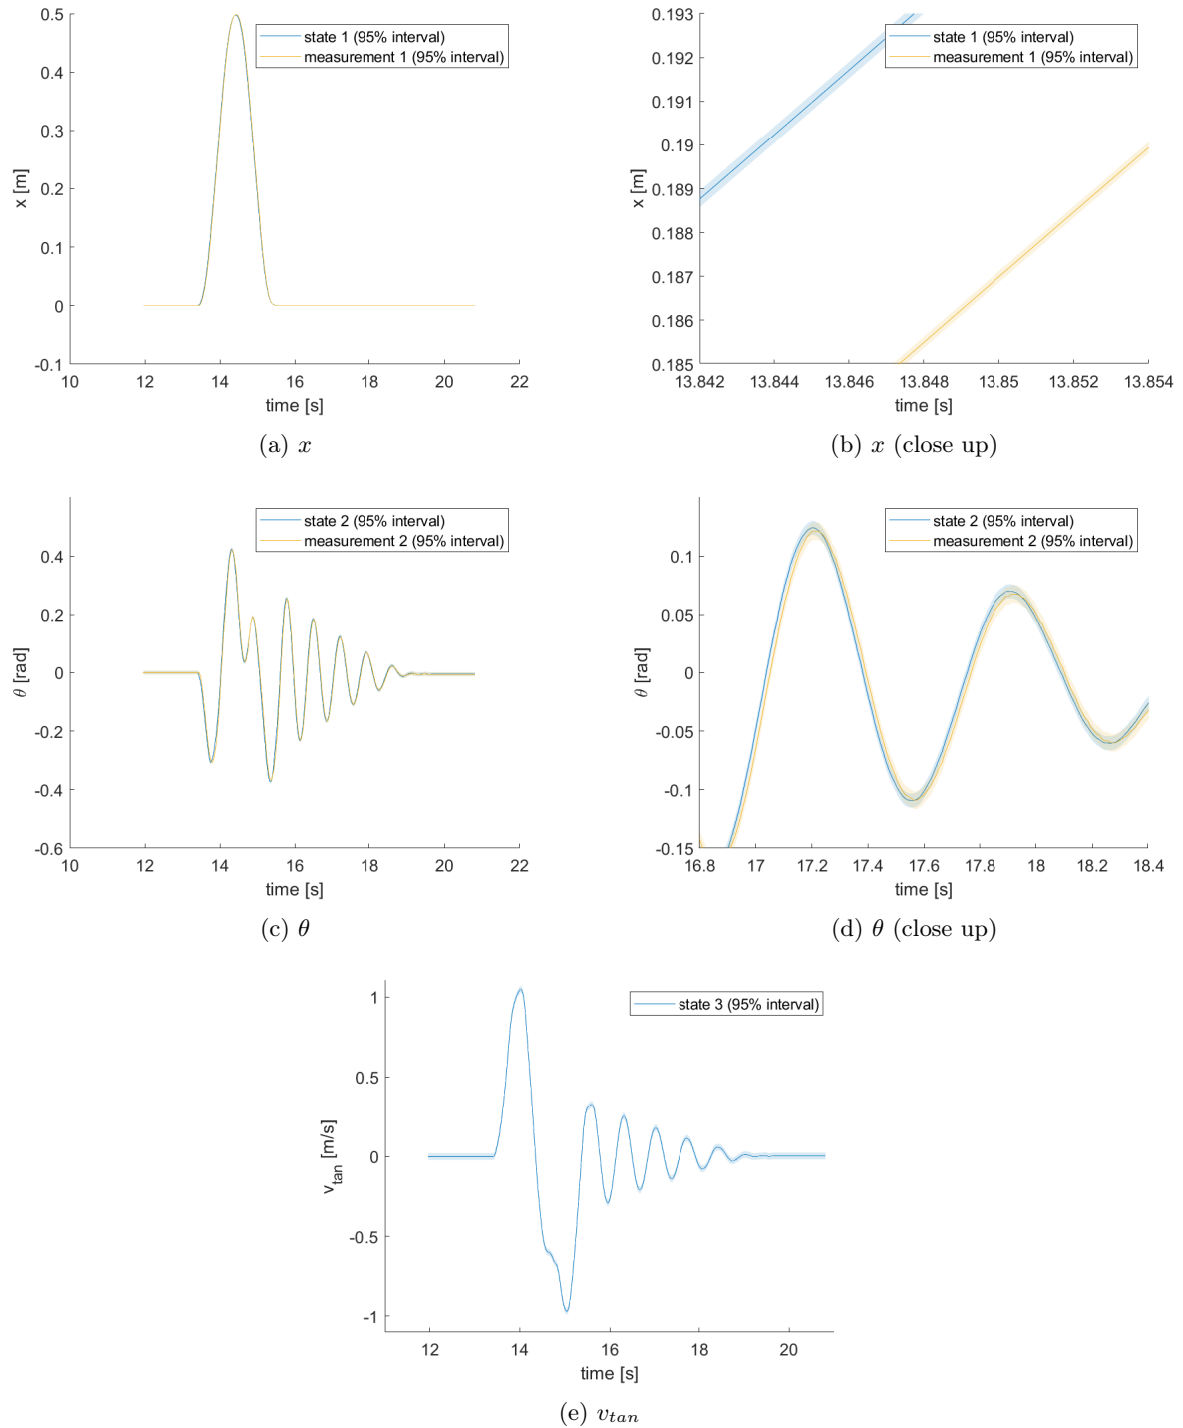 0.5
0.4
0.3
0.2
0.1
0
-0.1
x [m]
state 1 (95% interval)
measurement 1 (95% interval)
10 12 14 16 18 20 22
time [s]
(a) x
0.193
0.192
0.191
0.19
0.189
0.188
0.187
0.186
0.185
x [m]
state 1 (95% interval)
measurement 1 (95% interval)
13.842 13.844 13.846 13.848 13.85 13.852 13.854
time [s]
(b) x (close up)
0.4
0.2
0
-0.2
-0.4
-0.6
θ [rad]
state 2 (95% interval)
measurement 2 (95% interval)
10 12 14 16 18 20 22
time [s]
(c) θ
0.1
0.05
0
-0.05
-0.1
-0.15
θ [rad]
state 2 (95% interval)
measurement 2 (95% interval)
16.8 17 17.2 17.4 17.6 17.8 18 18.2 18.4
time [s]
(d) θ (close up)
1
0.5
0
-0.5
-1
v_tan [m/s]
state 3 (95% interval)
12 14 16 18 20
time [s]
(e) v_tan